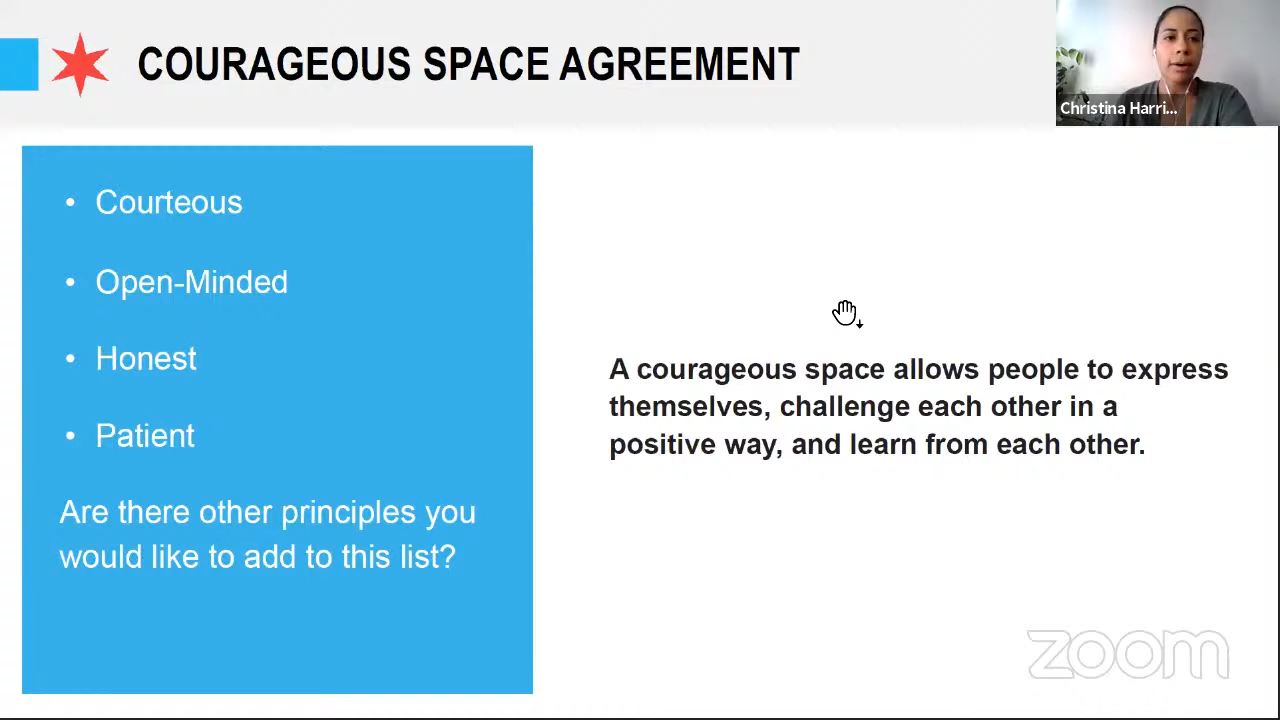 COURAGEOUS SPACE AGREEMENT
Christina Harri...
• Courteous
• Open-Minded
• Honest
• Patient
Are there other principles you
would like to add to this list?
A courageous space allows people to express
themselves, challenge each other in a
positive way, and learn from each other.
zoom